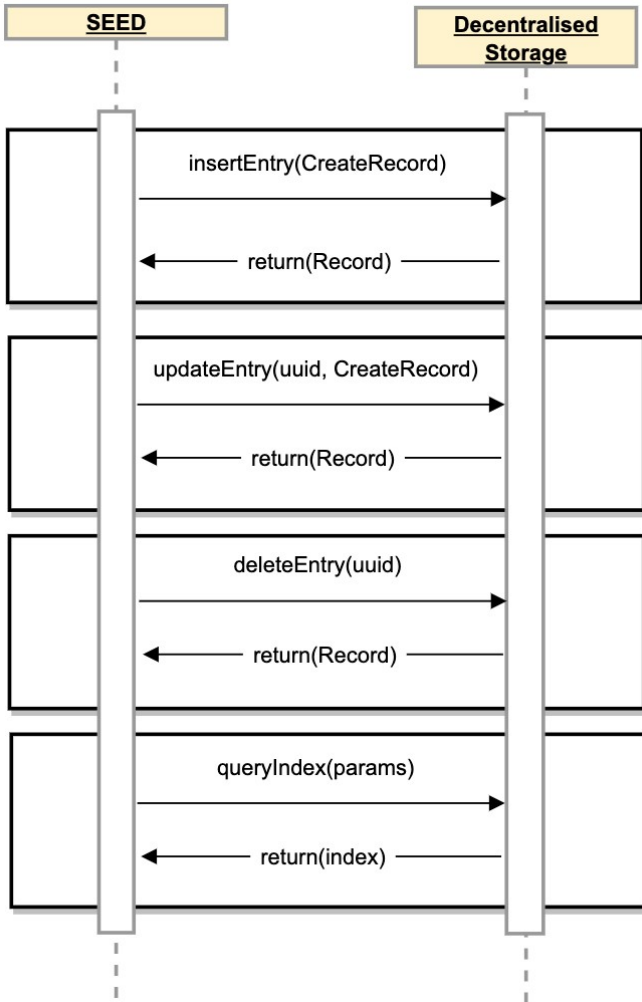 SEED
Decentralised
Storage
insertEntry(CreateRecord)
return(Record)
updateEntry(uuid, CreateRecord)
return(Record)
deleteEntry(uuid)
return(Record)
queryIndex(params)
return(index)